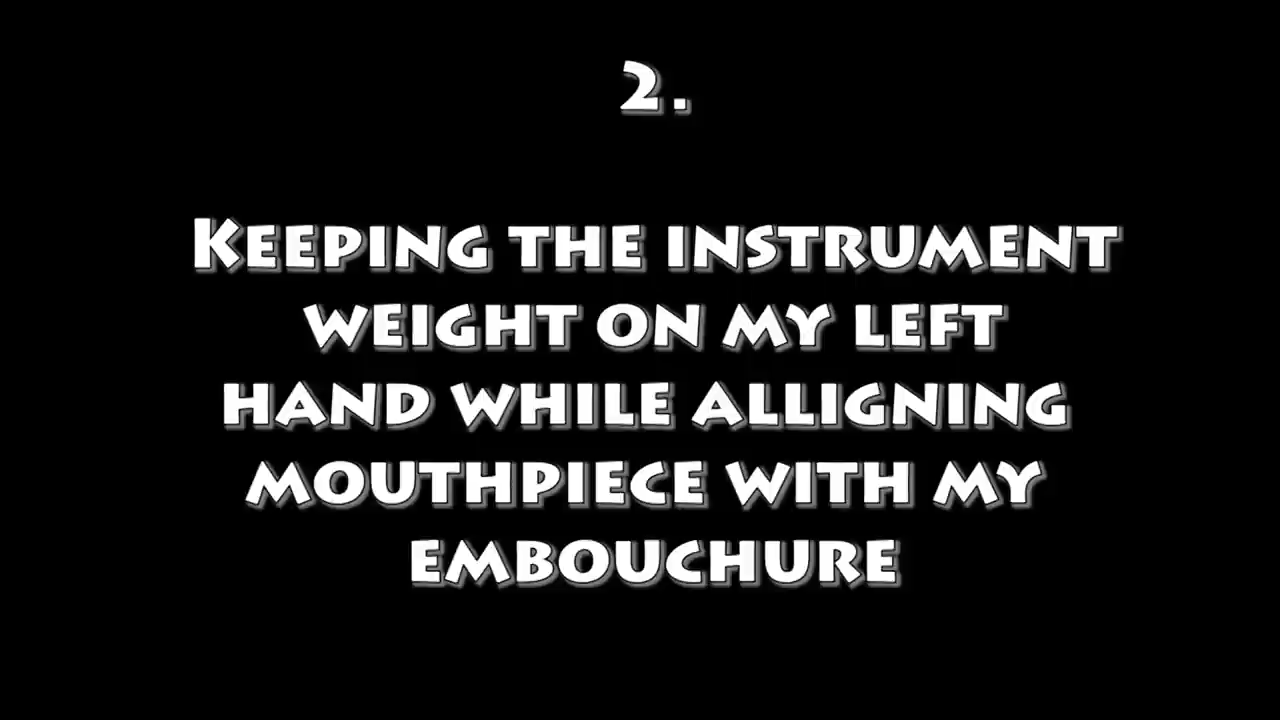 2.
Keeping the instrument
weight on my left
hand while alligning
mouthpiece with my
embouchure